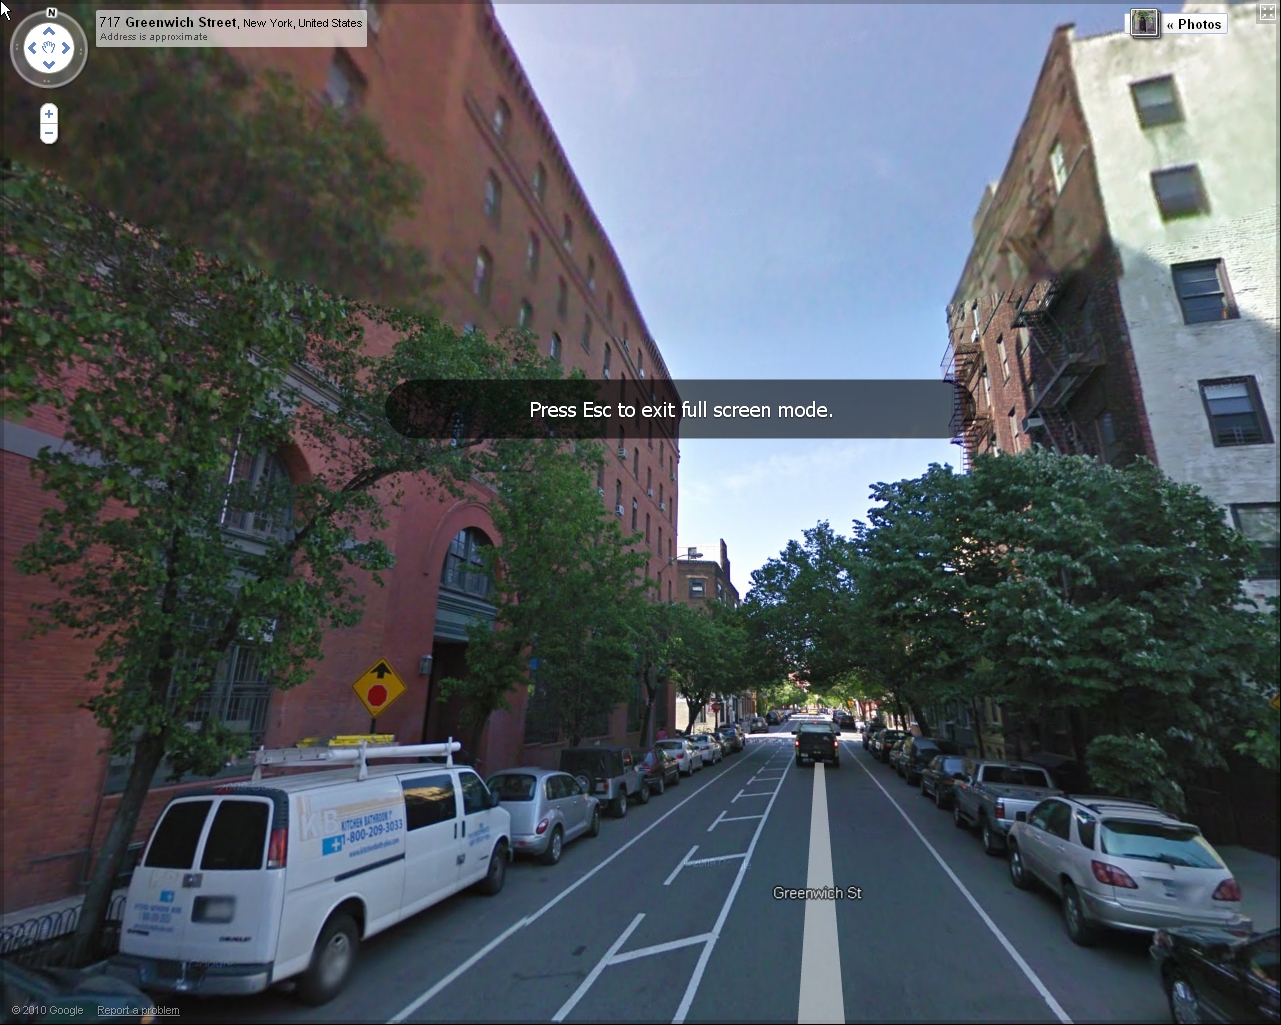 N
717 Greenwich Street, New York, United States
Address is approximate
« Photos
Press Esc to exit full screen mode.
KB
KITCHEN BATHROOM
1-800-209-3033
CHEVROLET
Greenwich St
© 2010 Google
Report a problem